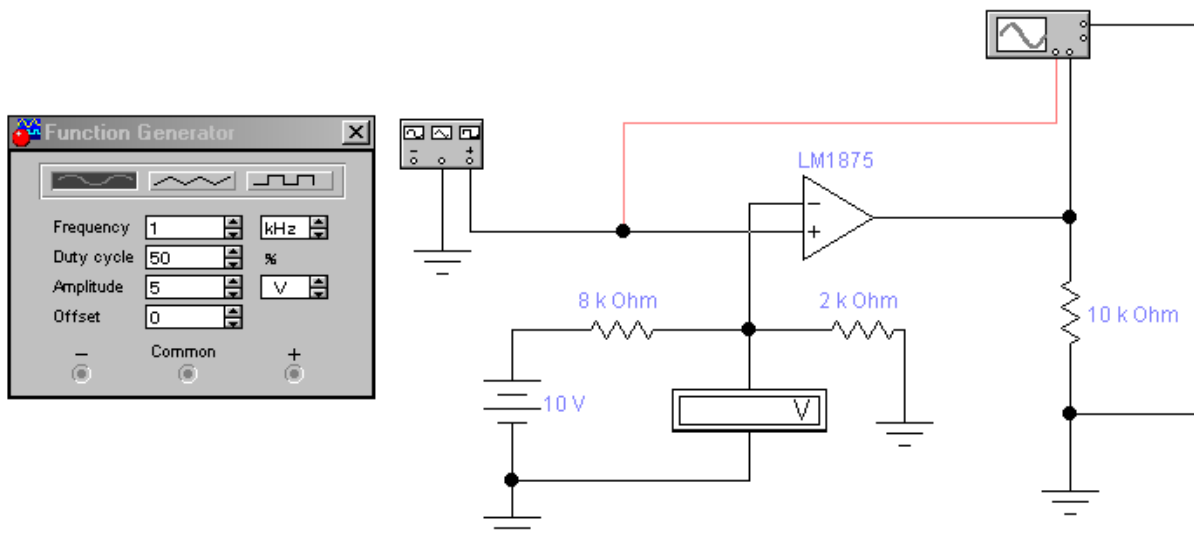 Function Generator
Frequency 1 kHz
Duty cycle 50 %
Amplitude 5 V
Offset 0
− Common +
− +
LM1875
− +
8 k Ohm
2 k Ohm
10 k Ohm
10 V
V